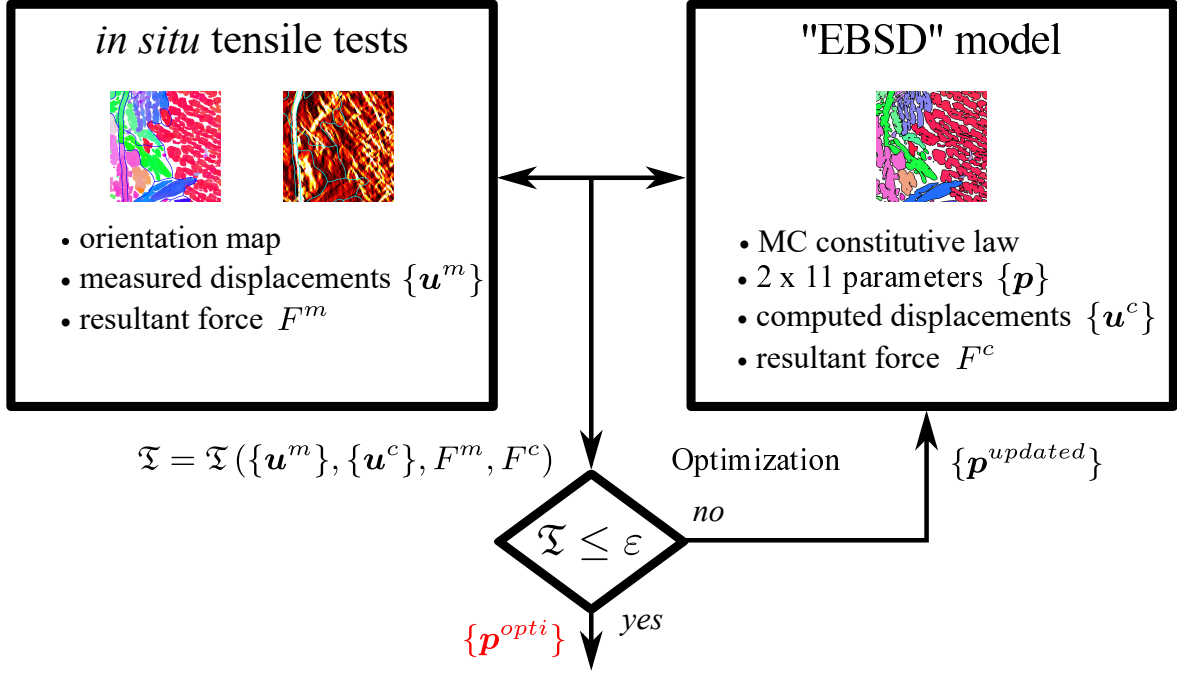 in situ tensile tests
• orientation map
• measured displacements {u^m}
• resultant force F^m
"EBSD" model
• MC constitutive law
• 2 x 11 parameters {p}
• computed displacements {u^c}
• resultant force F^c
𝔗 = 𝔗({u^m}, {u^c}, F^m, F^c)
Optimization
{p^updated}
no
𝔗 ≤ ε
yes
{p^opti}